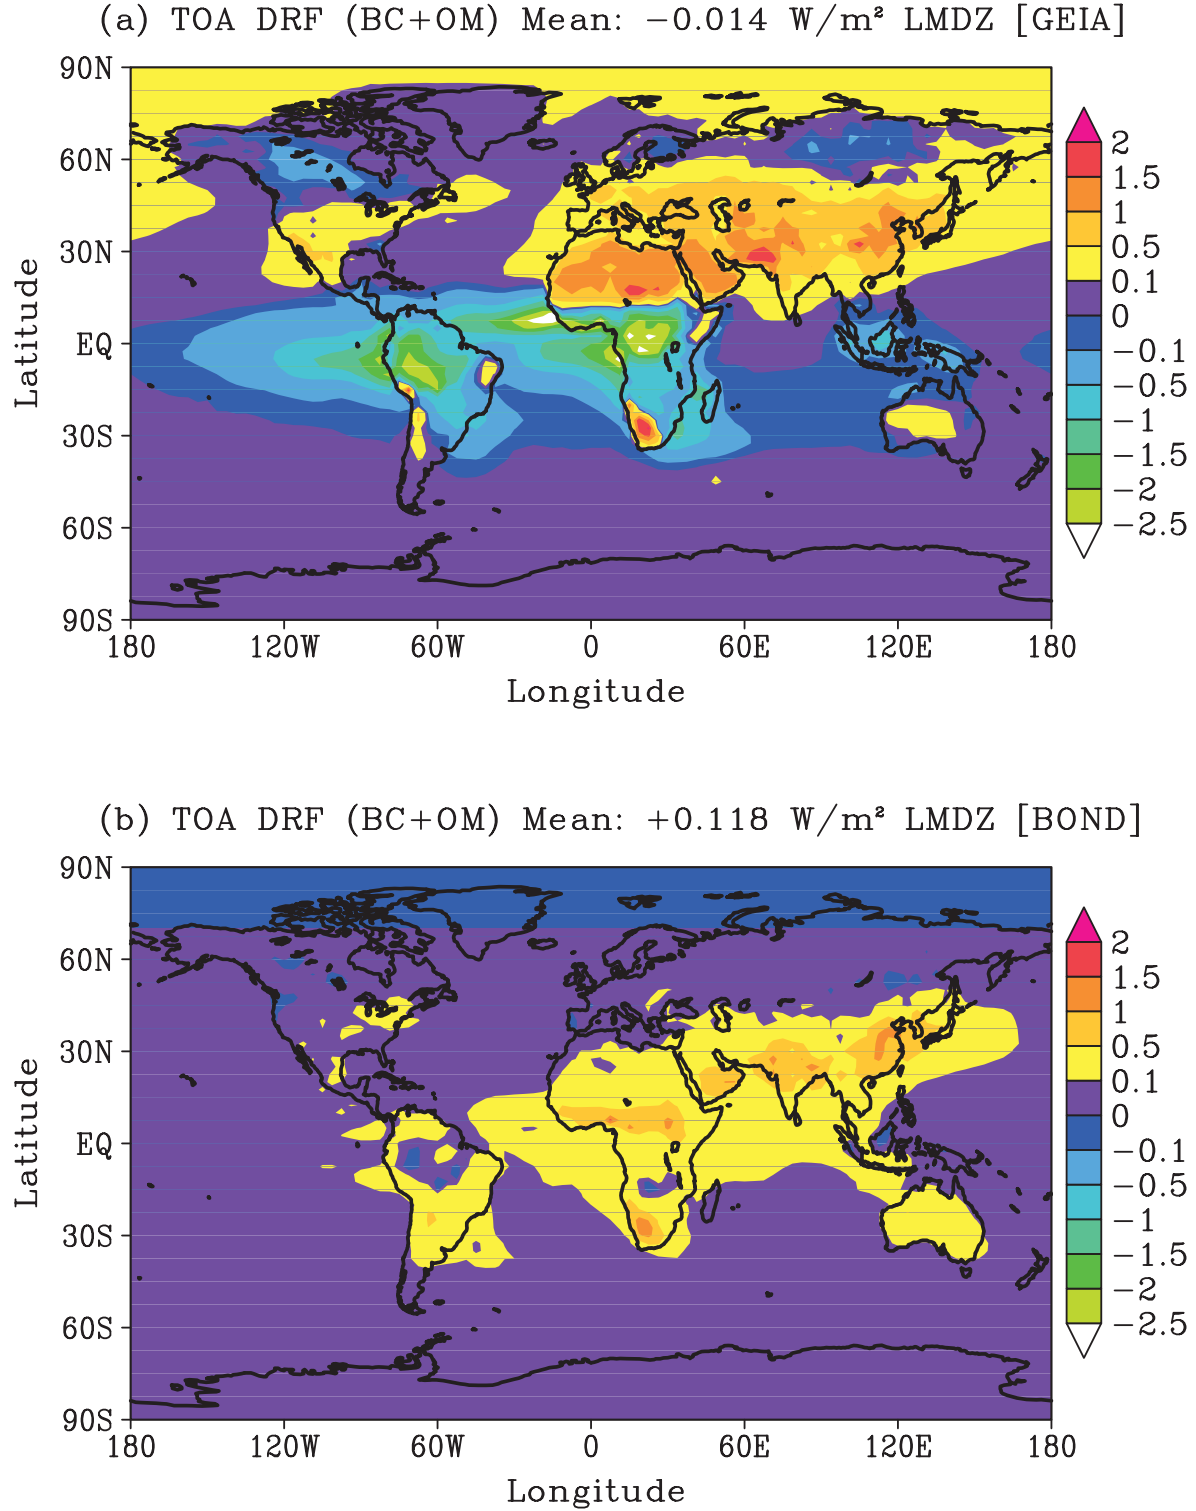 (a) TOA DRF (BC+OM) Mean: −0.014 W/m² LMDZ [GEIA]
90N
60N
30N
EQ
30S
60S
90S
Latitude
180 120W 60W 0 60E 120E 180
Longitude
2
1.5
1
0.5
0.1
0
−0.1
−0.5
−1
−1.5
−2
−2.5
(b) TOA DRF (BC+OM) Mean: +0.118 W/m² LMDZ [BOND]
90N
60N
30N
EQ
30S
60S
90S
Latitude
180 120W 60W 0 60E 120E 180
Longitude
2
1.5
1
0.5
0.1
0
−0.1
−0.5
−1
−1.5
−2
−2.5